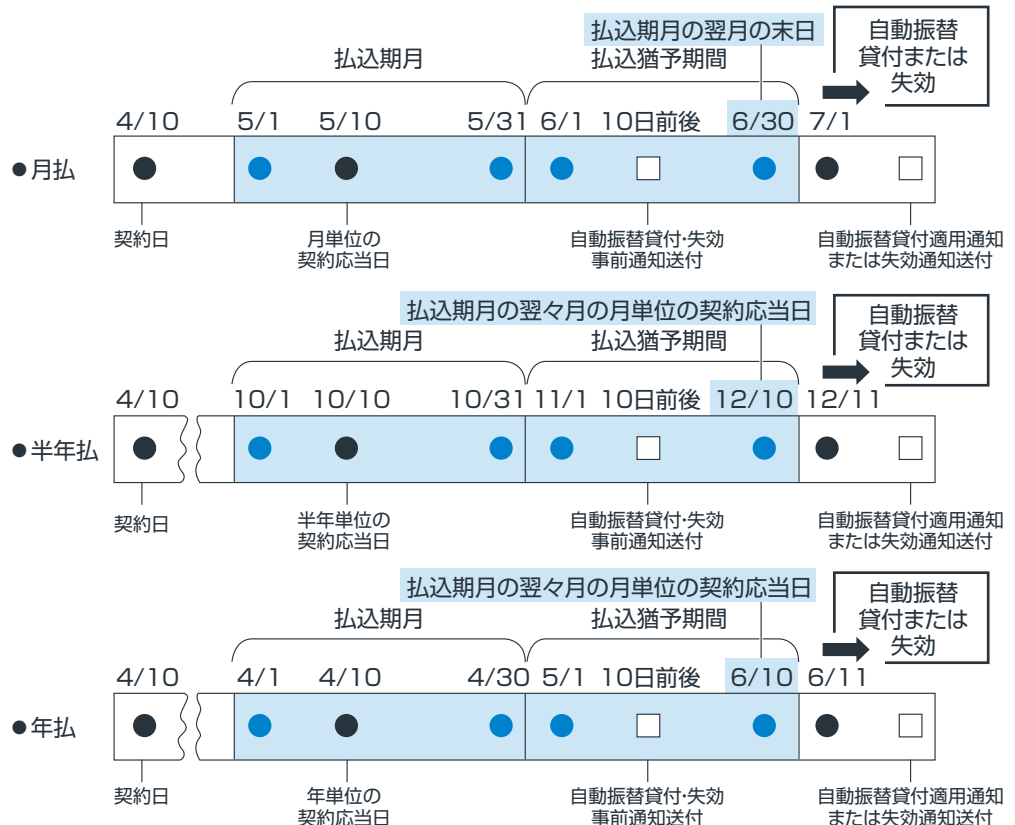 払込期月の翌月の末日
払込期月
払込猶予期間
自動振替
貸付または
失効
4/10 5/1 5/10 5/31 6/1 10日前後 6/30 7/1
●月払
契約日
月単位の
契約応当日
自動振替貸付・失効
事前通知送付
自動振替貸付適用通知
または失効通知送付
払込期月の翌々月の月単位の契約応当日
払込期月
払込猶予期間
自動振替
貸付または
失効
4/10 10/1 10/10 10/31 11/1 10日前後 12/10 12/11
●半年払
契約日
半年単位の
契約応当日
自動振替貸付・失効
事前通知送付
自動振替貸付適用通知
または失効通知送付
払込期月の翌々月の月単位の契約応当日
払込期月
払込猶予期間
自動振替
貸付または
失効
4/10 4/1 4/10 4/30 5/1 10日前後 6/10 6/11
●年払
契約日
年単位の
契約応当日
自動振替貸付・失効
事前通知送付
自動振替貸付適用通知
または失効通知送付